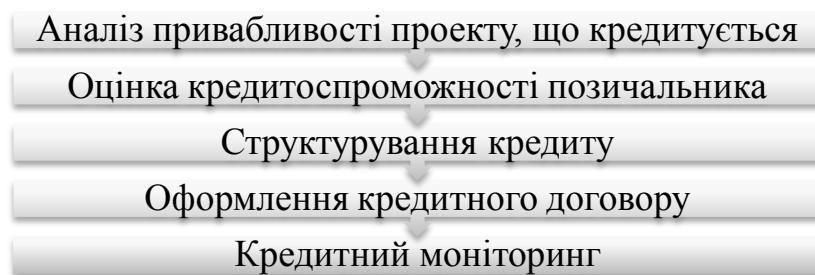 Аналіз привабливості проекту, що кредитується
Оцінка кредитоспроможності позичальника
Структурування кредиту
Оформлення кредитного договору
Кредитний моніторинг